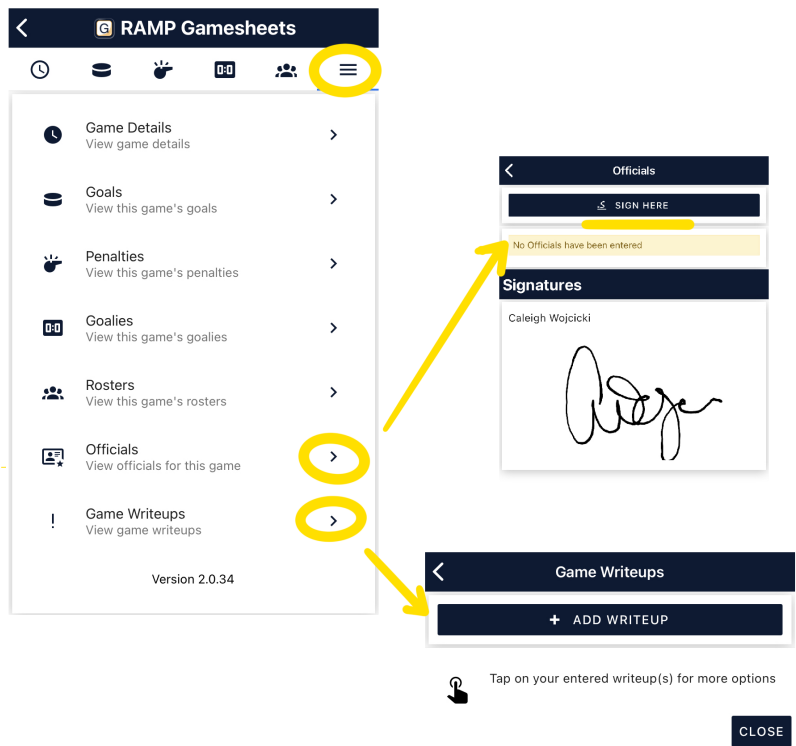 G RAMP Gamesheets
0:0
Game Details
View game details
Goals
View this game's goals
Penalties
View this game's penalties
0:0
Goalies
View this game's goalies
Rosters
View this game's rosters
Officials
View officials for this game
!
Game Writeups
View game writeups
Version 2.0.34
Officials
SIGN HERE
No Officials have been entered
Signatures
Caleigh Wojcicki
Game Writeups
+ ADD WRITEUP
Tap on your entered writeup(s) for more options
CLOSE